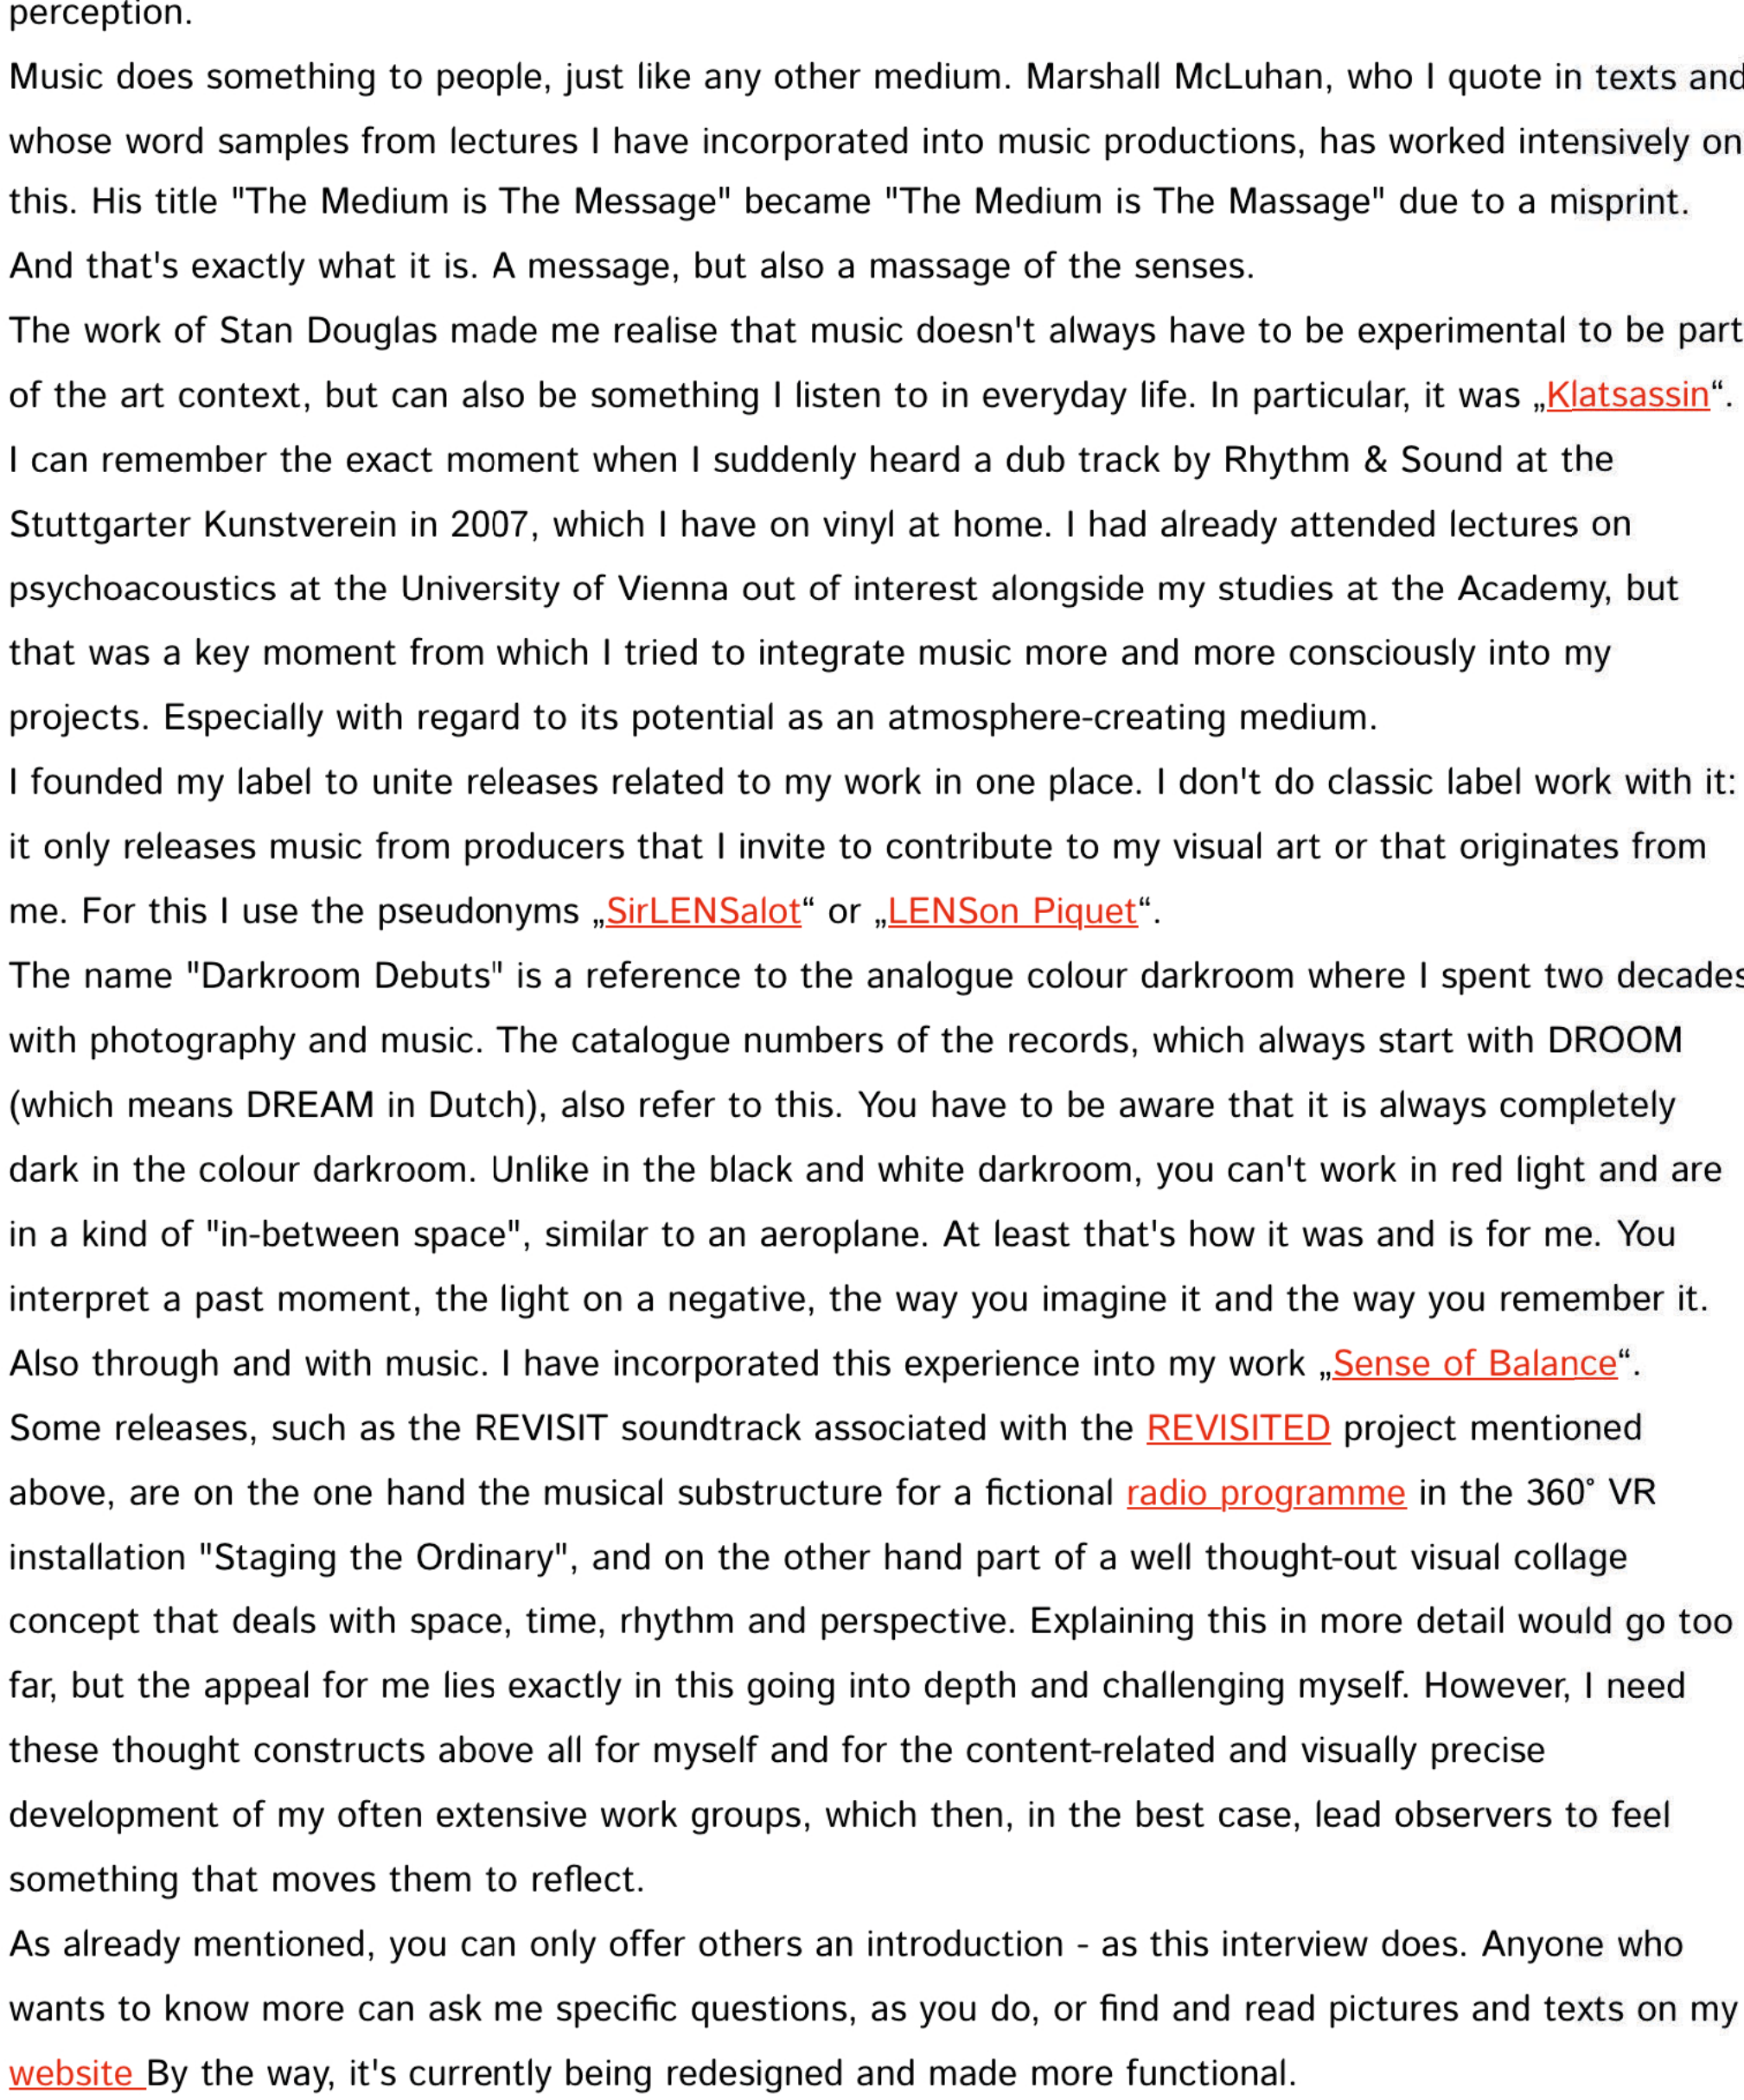 perception.
Music does something to people, just like any other medium. Marshall McLuhan, who I quote in texts and
whose word samples from lectures I have incorporated into music productions, has worked intensively on
this. His title "The Medium is The Message" became "The Medium is The Massage" due to a misprint.
And that's exactly what it is. A message, but also a massage of the senses.
The work of Stan Douglas made me realise that music doesn't always have to be experimental to be part
of the art context, but can also be something I listen to in everyday life. In particular, it was „Klatsassin“.
I can remember the exact moment when I suddenly heard a dub track by Rhythm & Sound at the
Stuttgarter Kunstverein in 2007, which I have on vinyl at home. I had already attended lectures on
psychoacoustics at the University of Vienna out of interest alongside my studies at the Academy, but
that was a key moment from which I tried to integrate music more and more consciously into my
projects. Especially with regard to its potential as an atmosphere-creating medium.
I founded my label to unite releases related to my work in one place. I don't do classic label work with it:
it only releases music from producers that I invite to contribute to my visual art or that originates from
me. For this I use the pseudonyms „SirLENSalot“ or „LENSon Piquet“.
The name "Darkroom Debuts" is a reference to the analogue colour darkroom where I spent two decades
with photography and music. The catalogue numbers of the records, which always start with DROOM
(which means DREAM in Dutch), also refer to this. You have to be aware that it is always completely
dark in the colour darkroom. Unlike in the black and white darkroom, you can't work in red light and are
in a kind of "in-between space", similar to an aeroplane. At least that's how it was and is for me. You
interpret a past moment, the light on a negative, the way you imagine it and the way you remember it.
Also through and with music. I have incorporated this experience into my work „Sense of Balance“.
Some releases, such as the REVISIT soundtrack associated with the REVISITED project mentioned
above, are on the one hand the musical substructure for a fictional radio programme in the 360° VR
installation "Staging the Ordinary", and on the other hand part of a well thought-out visual collage
concept that deals with space, time, rhythm and perspective. Explaining this in more detail would go too
far, but the appeal for me lies exactly in this going into depth and challenging myself. However, I need
these thought constructs above all for myself and for the content-related and visually precise
development of my often extensive work groups, which then, in the best case, lead observers to feel
something that moves them to reflect.
As already mentioned, you can only offer others an introduction - as this interview does. Anyone who
wants to know more can ask me specific questions, as you do, or find and read pictures and texts on my
website By the way, it's currently being redesigned and made more functional.